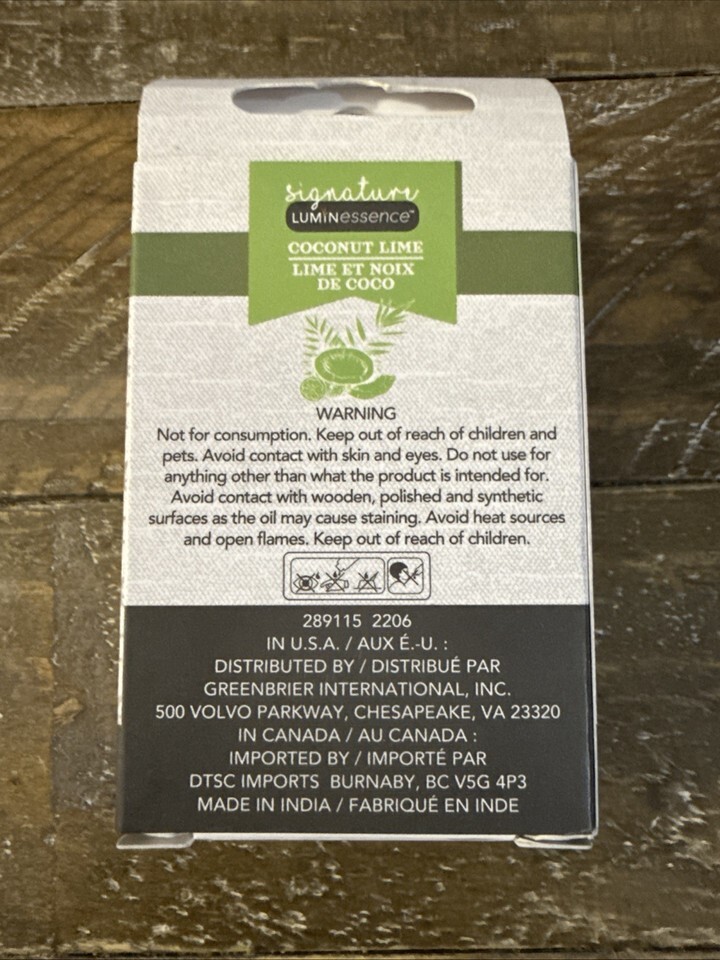 signature
LUMINessence™
COCONUT LIME
LIME ET NOIX
DE COCO
WARNING
Not for consumption. Keep out of reach of children and
pets. Avoid contact with skin and eyes. Do not use for
anything other than what the product is intended for.
Avoid contact with wooden, polished and synthetic
surfaces as the oil may cause staining. Avoid heat sources
and open flames. Keep out of reach of children.
289115 2206
IN U.S.A. / AUX É.-U. :
DISTRIBUTED BY / DISTRIBUÉ PAR
GREENBRIER INTERNATIONAL, INC.
500 VOLVO PARKWAY, CHESAPEAKE, VA 23320
IN CANADA / AU CANADA :
IMPORTED BY / IMPORTÉ PAR
DTSC IMPORTS BURNABY, BC V5G 4P3
MADE IN INDIA / FABRIQUÉ EN INDE